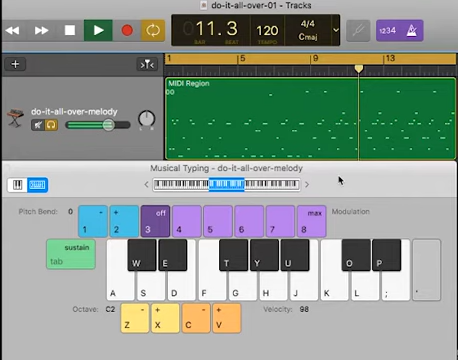 do-it-all-over-01 - Tracks
11.3
BAR BEAT
120
TEMPO
4/4
Cmaj
1234
1 5 9 13
MIDI Region
do-it-all-over-melody
L R
Musical Typing - do-it-all-over-melody
Pitch Bend: 0
- + off max
1 2 3 4 5 6 7 8
Modulation
sustain
tab
W E T Y U O P
A S D F G H J K L ; '
Octave: C2
- + - +
Z X C V
Velocity: 98